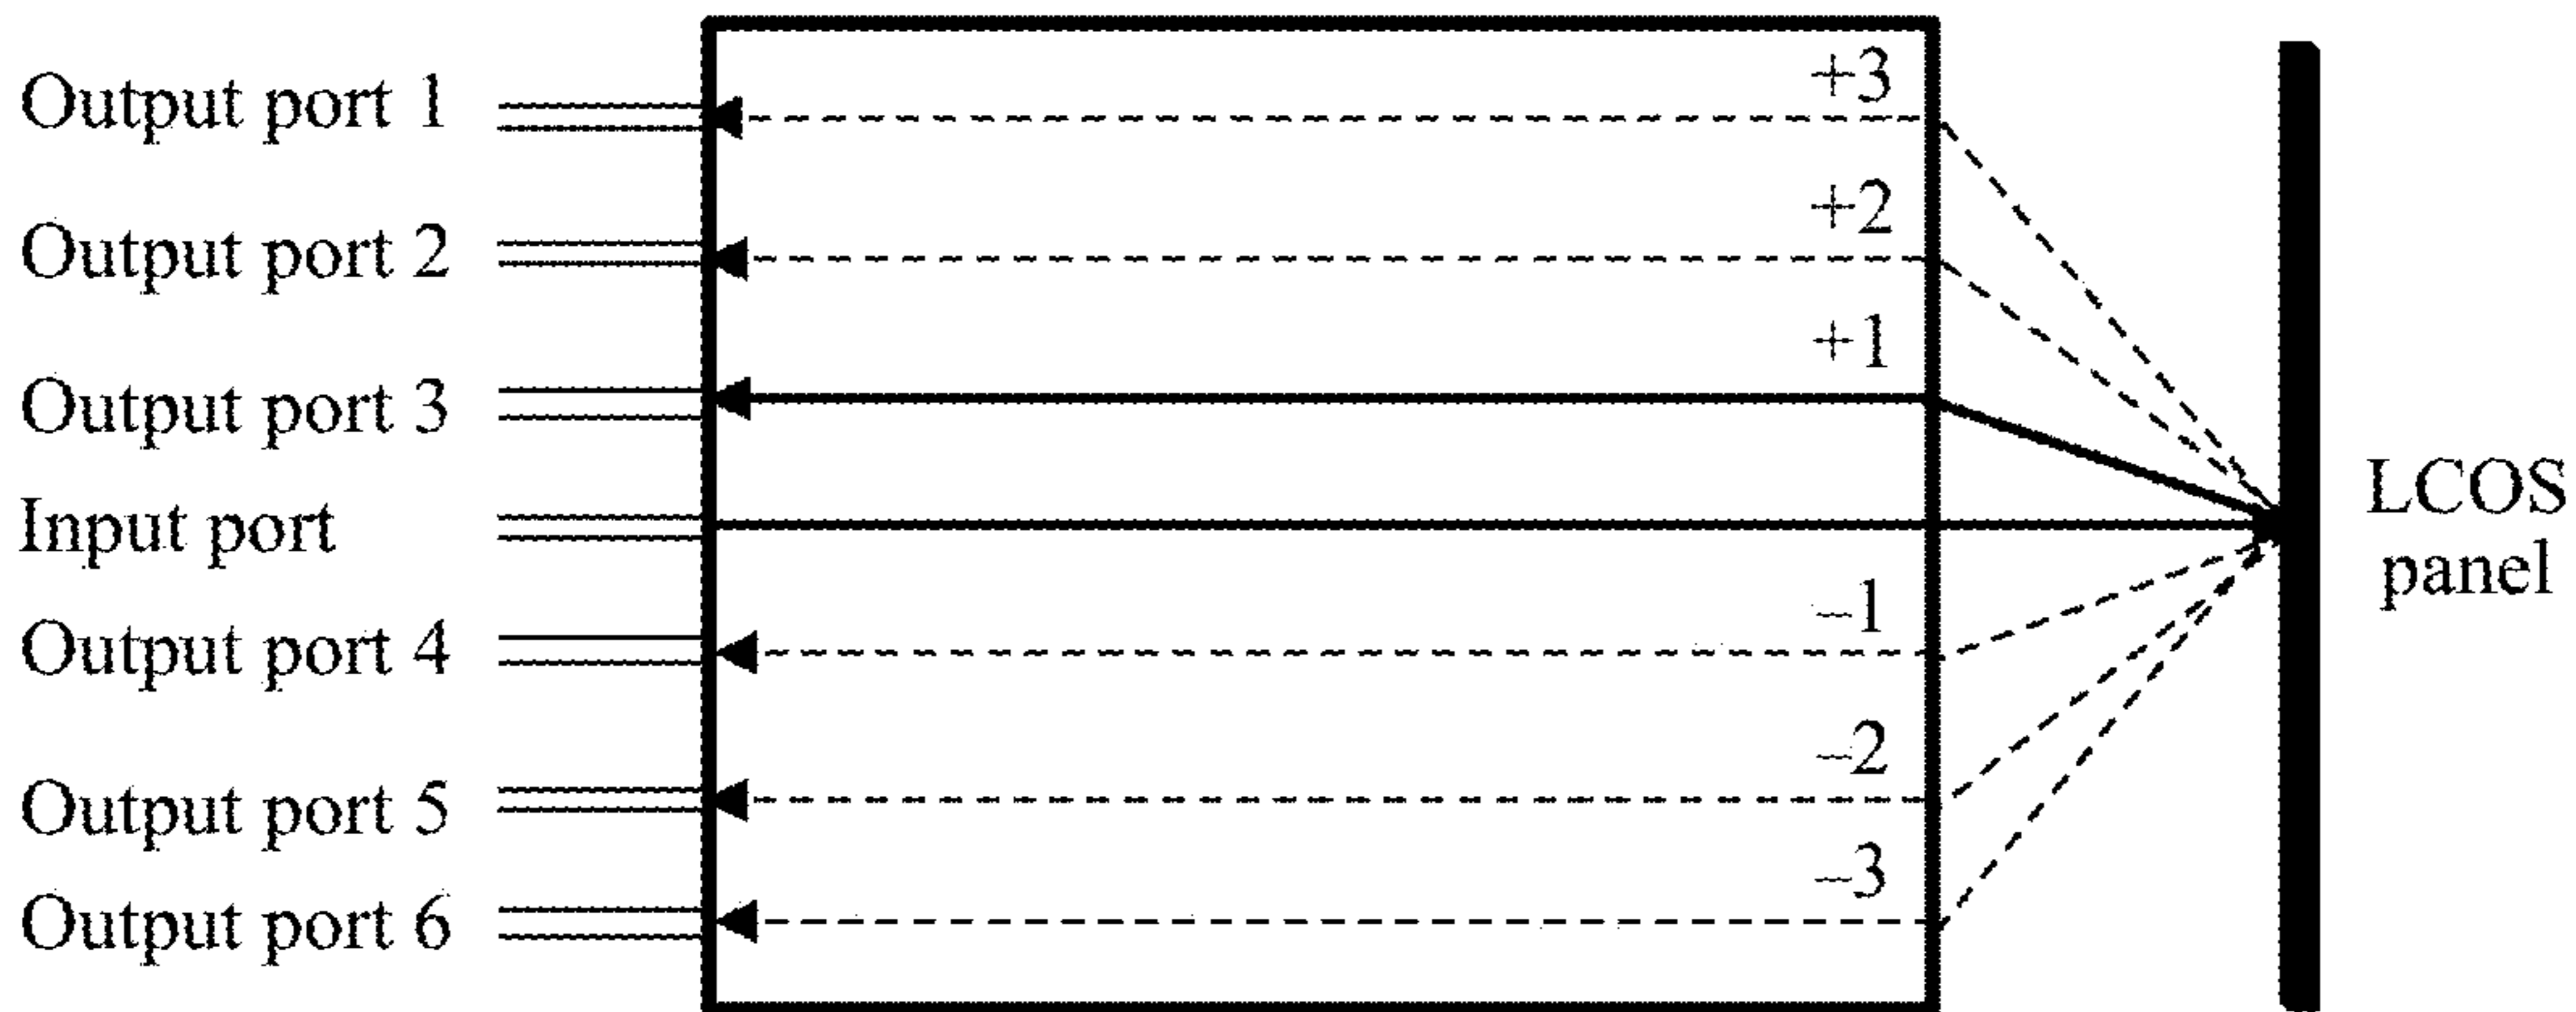 Output port 1
+3
Output port 2
+2
Output port 3
+1
Input port
LCOS
panel
Output port 4
–1
Output port 5
–2
Output port 6
–3